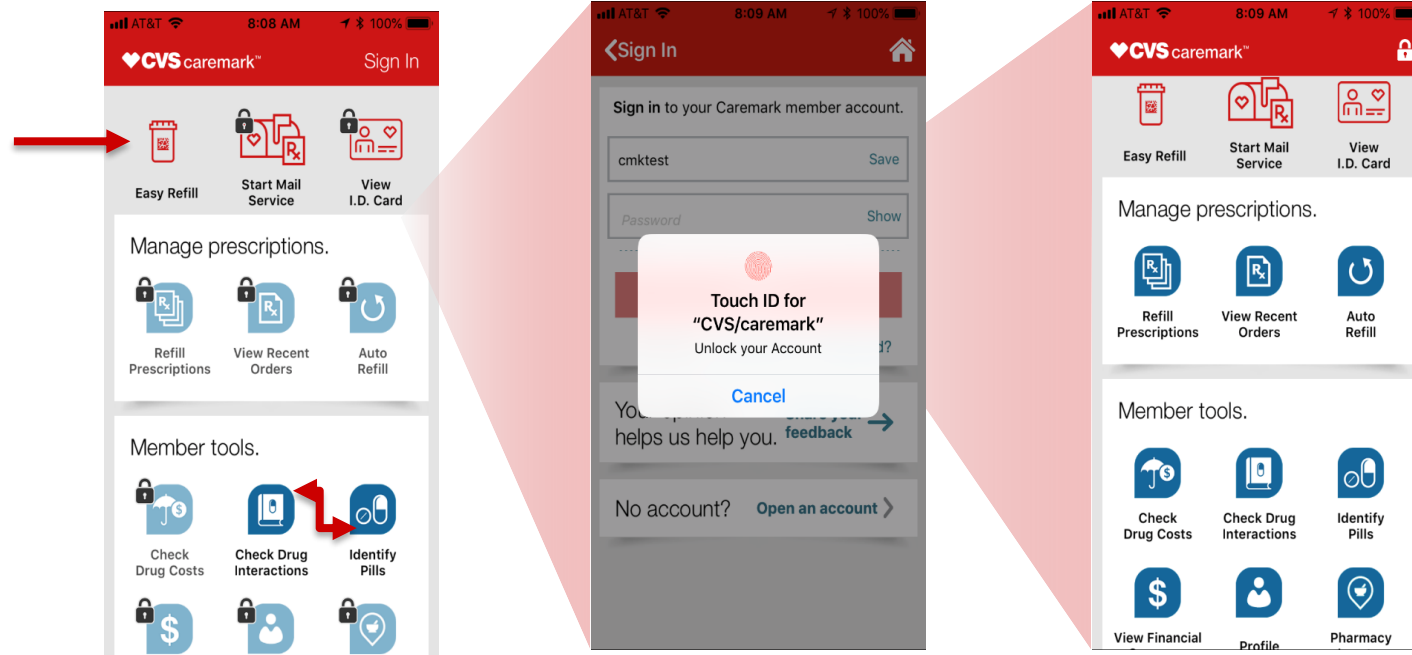 AT&T 8:08 AM 100%
CVS caremark™ Sign In
Easy Refill
Start Mail
Service
View
I.D. Card
Manage prescriptions.
Refill
Prescriptions
View Recent
Orders
Auto
Refill
Member tools.
Check
Drug Costs
Check Drug
Interactions
Identify
Pills
AT&T 8:09 AM 100%
Sign In
Sign in to your Caremark member account.
cmktest Save
Password Show
Touch ID for
“CVS/caremark”
Unlock your Account
Cancel
helps us help you.
feedback
No account? Open an account
AT&T 8:09 AM 100%
CVS caremark™
Easy Refill
Start Mail
Service
View
I.D. Card
Manage prescriptions.
Refill
Prescriptions
View Recent
Orders
Auto
Refill
Member tools.
Check
Drug Costs
Check Drug
Interactions
Identify
Pills
View Financial
Profile
Pharmacy